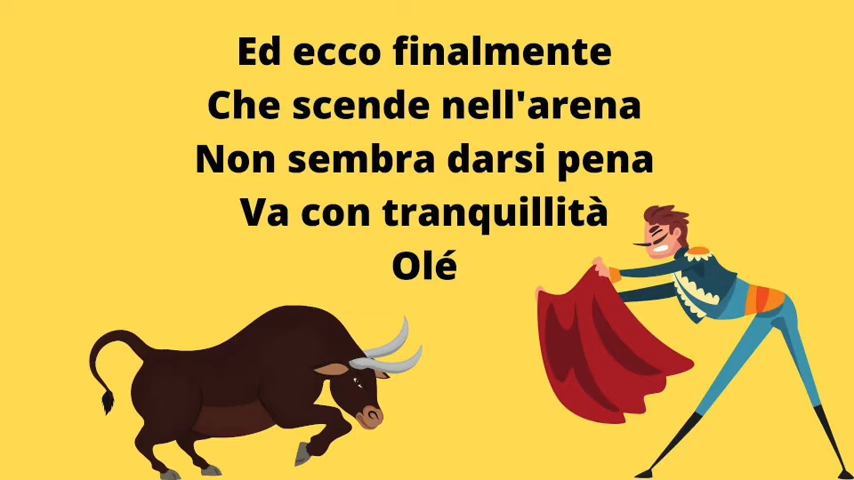 Ed ecco finalmente
Che scende nell'arena
Non sembra darsi pena
Va con tranquillità
Olé